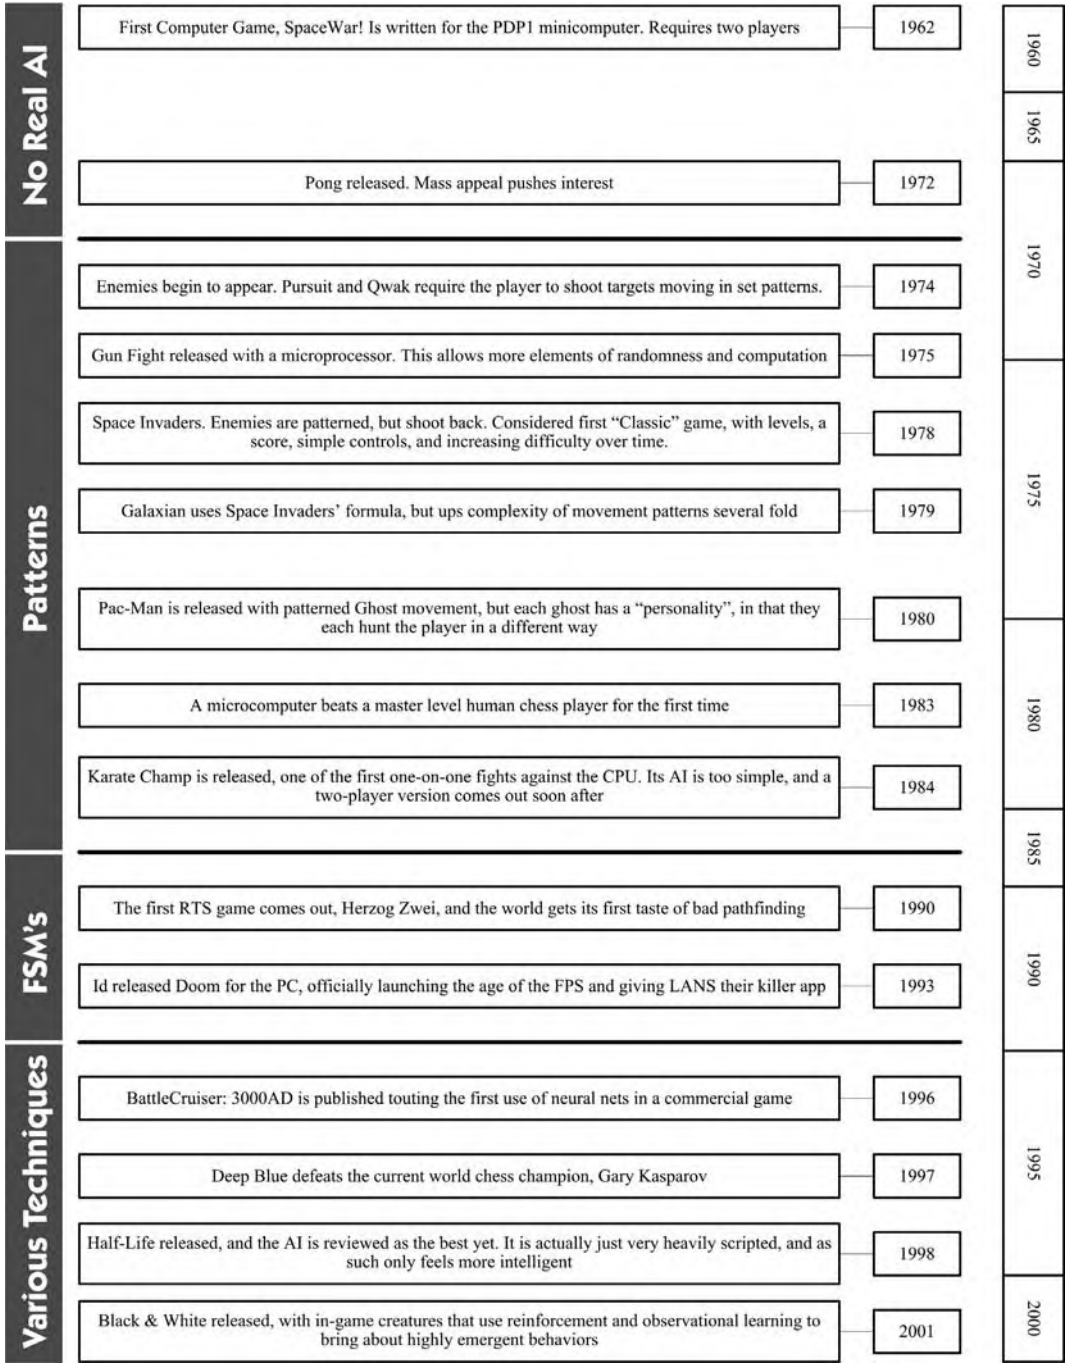 No Real AI
First Computer Game, SpaceWar! Is written for the PDP1 minicomputer. Requires two players
1962
Pong released. Mass appeal pushes interest
1972
Patterns
Enemies begin to appear. Pursuit and Qwak require the player to shoot targets moving in set patterns.
1974
Gun Fight released with a microprocessor. This allows more elements of randomness and computation
1975
Space Invaders. Enemies are patterned, but shoot back. Considered first “Classic” game, with levels, a
score, simple controls, and increasing difficulty over time.
1978
Galaxian uses Space Invaders’ formula, but ups complexity of movement patterns several fold
1979
Pac-Man is released with patterned Ghost movement, but each ghost has a “personality”, in that they
each hunt the player in a different way
1980
A microcomputer beats a master level human chess player for the first time
1983
Karate Champ is released, one of the first one-on-one fights against the CPU. Its AI is too simple, and a
two-player version comes out soon after
1984
FSM's
The first RTS game comes out, Herzog Zwei, and the world gets its first taste of bad pathfinding
1990
Id released Doom for the PC, officially launching the age of the FPS and giving LANS their killer app
1993
Various Techniques
BattleCruiser: 3000AD is published touting the first use of neural nets in a commercial game
1996
Deep Blue defeats the current world chess champion, Gary Kasparov
1997
Half-Life released, and the AI is reviewed as the best yet. It is actually just very heavily scripted, and as
such only feels more intelligent
1998
Black & White released, with in-game creatures that use reinforcement and observational learning to
bring about highly emergent behaviors
2001
1960
1965
1970
1975
1980
1985
1990
1995
2000